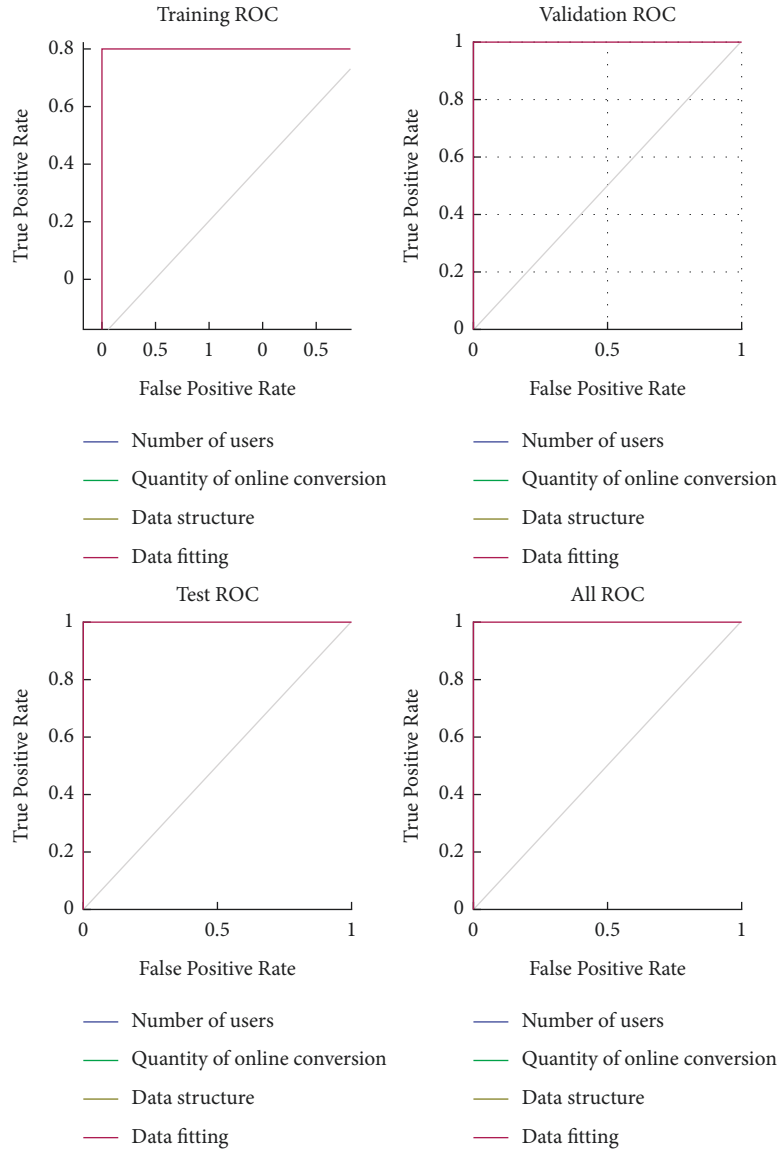 Training ROC
0.8
0.6
0.4
0.2
0
True Positive Rate
0 0.5 1 0 0.5
False Positive Rate
Number of users
Quantity of online conversion
Data structure
Data fitting
Validation ROC
1
0.8
0.6
0.4
0.2
0
True Positive Rate
0 0.5 1
False Positive Rate
Number of users
Quantity of online conversion
Data structure
Data fitting
Test ROC
1
0.8
0.6
0.4
0.2
0
True Positive Rate
0 0.5 1
False Positive Rate
Number of users
Quantity of online conversion
Data structure
Data fitting
All ROC
1
0.8
0.6
0.4
0.2
0
True Positive Rate
0 0.5 1
False Positive Rate
Number of users
Quantity of online conversion
Data structure
Data fitting